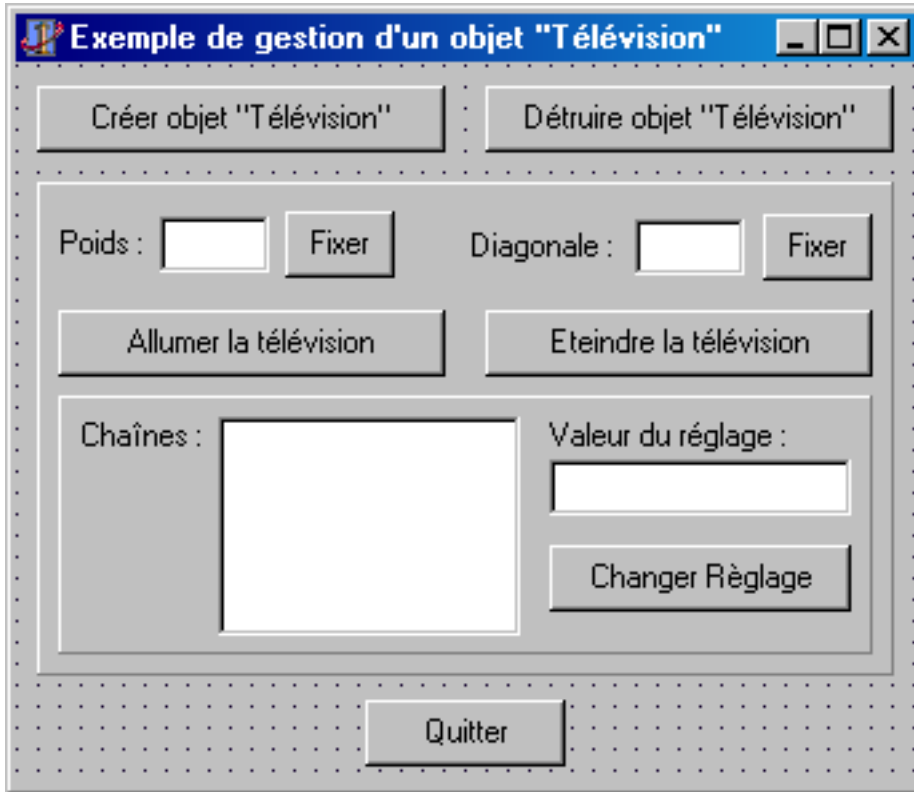 Exemple de gestion d'un objet "Télévision"
Créer objet "Télévision" Détruire objet "Télévision"
Poids : Fixer Diagonale : Fixer
Allumer la télévision Eteindre la télévision
Chaînes : Valeur du réglage :
Changer Règlage
Quitter